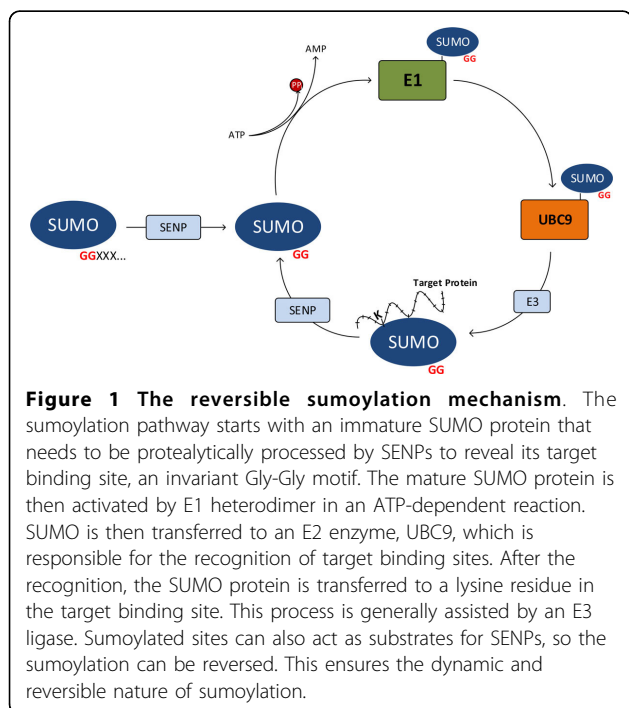 AMP
SUMO
GG
E1
PP
ATP
SUMO
GG
UBC9
SUMO
GGXXX...
SENP
SUMO
GG
Target Protein
K
E3
SENP
SUMO
GG
Figure 1 The reversible sumoylation mechanism. The
sumoylation pathway starts with an immature SUMO protein that
needs to be protealytically processed by SENPs to reveal its target
binding site, an invariant Gly-Gly motif. The mature SUMO protein is
then activated by E1 heterodimer in an ATP-dependent reaction.
SUMO is then transferred to an E2 enzyme, UBC9, which is
responsible for the recognition of target binding sites. After the
recognition, the SUMO protein is transferred to a lysine residue in
the target binding site. This process is generally assisted by an E3
ligase. Sumoylated sites can also act as substrates for SENPs, so the
sumoylation can be reversed. This ensures the dynamic and
reversible nature of sumoylation.